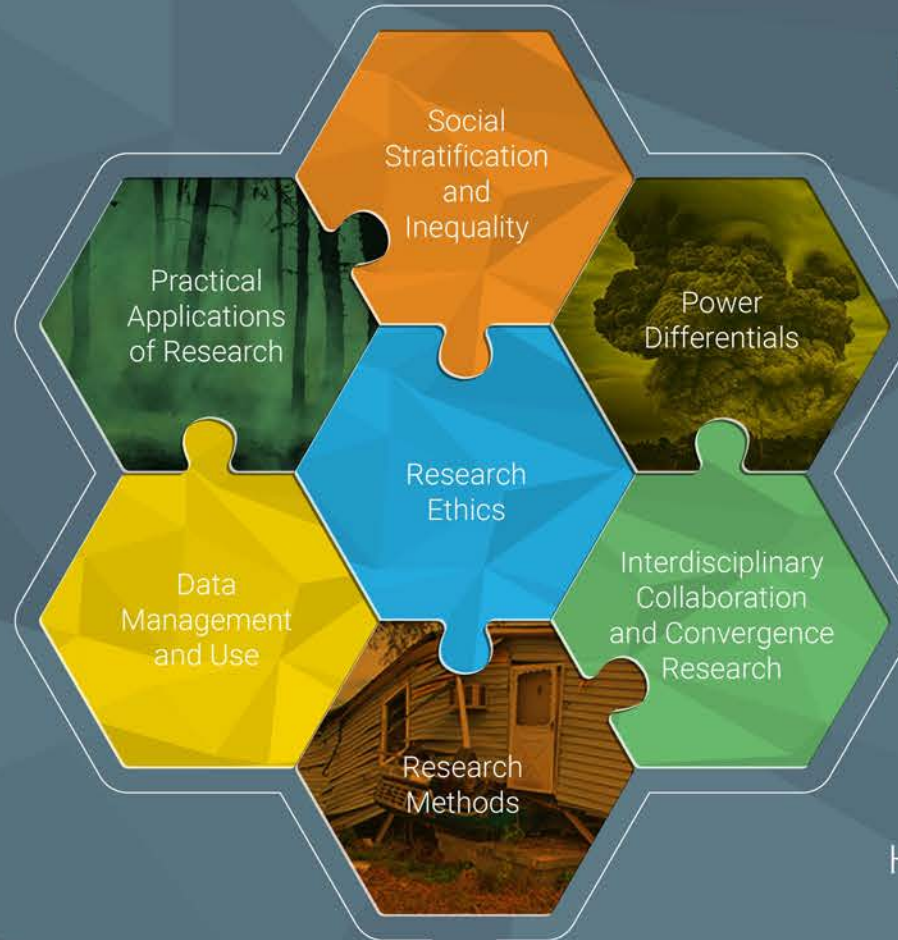 Social
Stratification
and
Inequality
Practical
Applications
of Research
Power
Differentials
Research
Ethics
Data
Management
and Use
Interdisciplinary
Collaboration
and Convergence
Research
Research
Methods
H